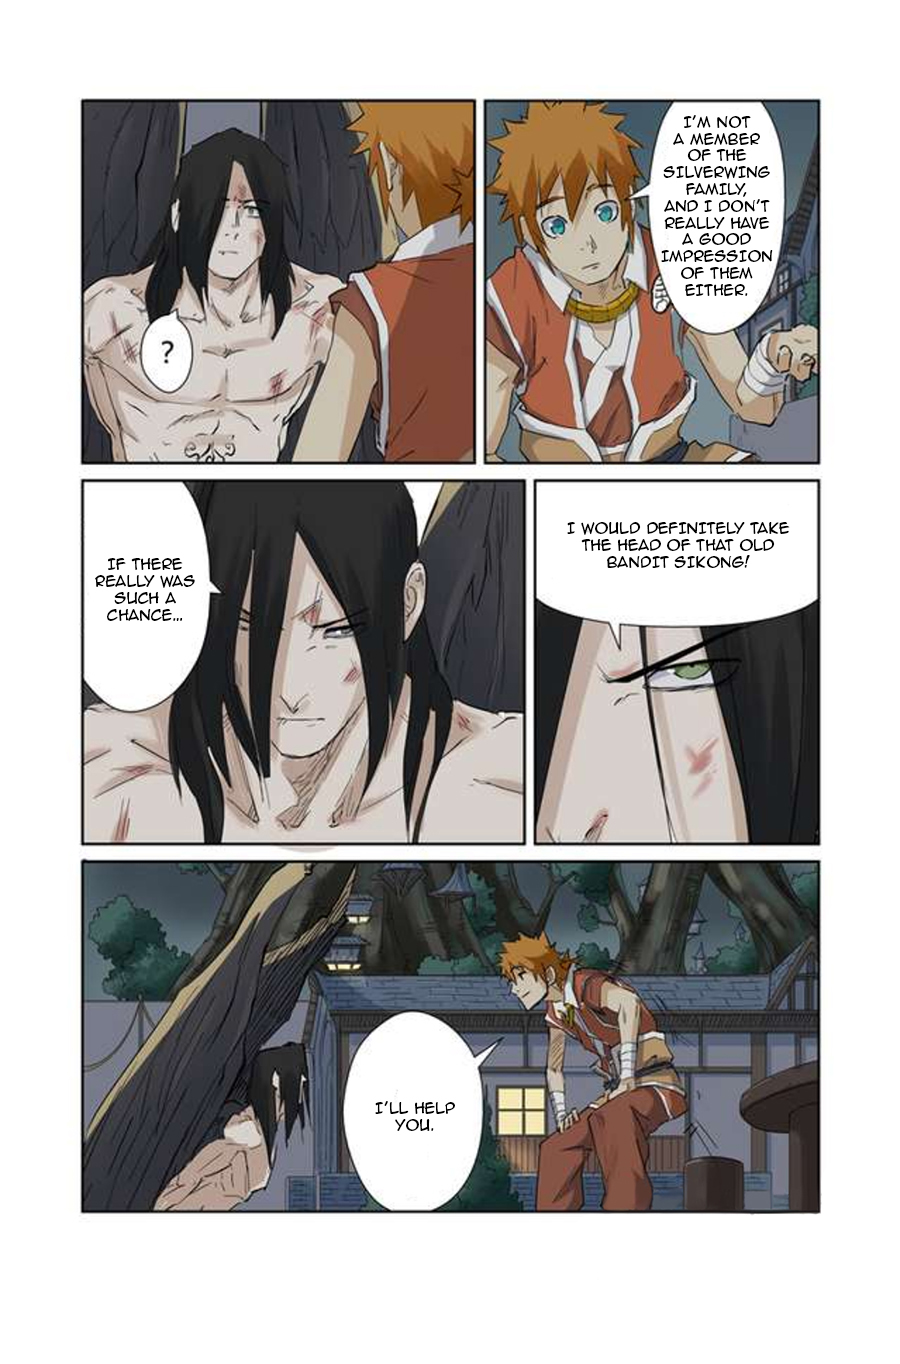 ?
I'M NOT
A MEMBER
OF THE
SILVERWING
FAMILY,
AND I DON'T
REALLY HAVE
A GOOD
IMPRESSION
OF THEM
EITHER.
IF THERE
REALLY WAS
SUCH A
CHANCE...
I WOULD DEFINITELY TAKE
THE HEAD OF THAT OLD
BANDIT SIKONG!
I'LL HELP
YOU.